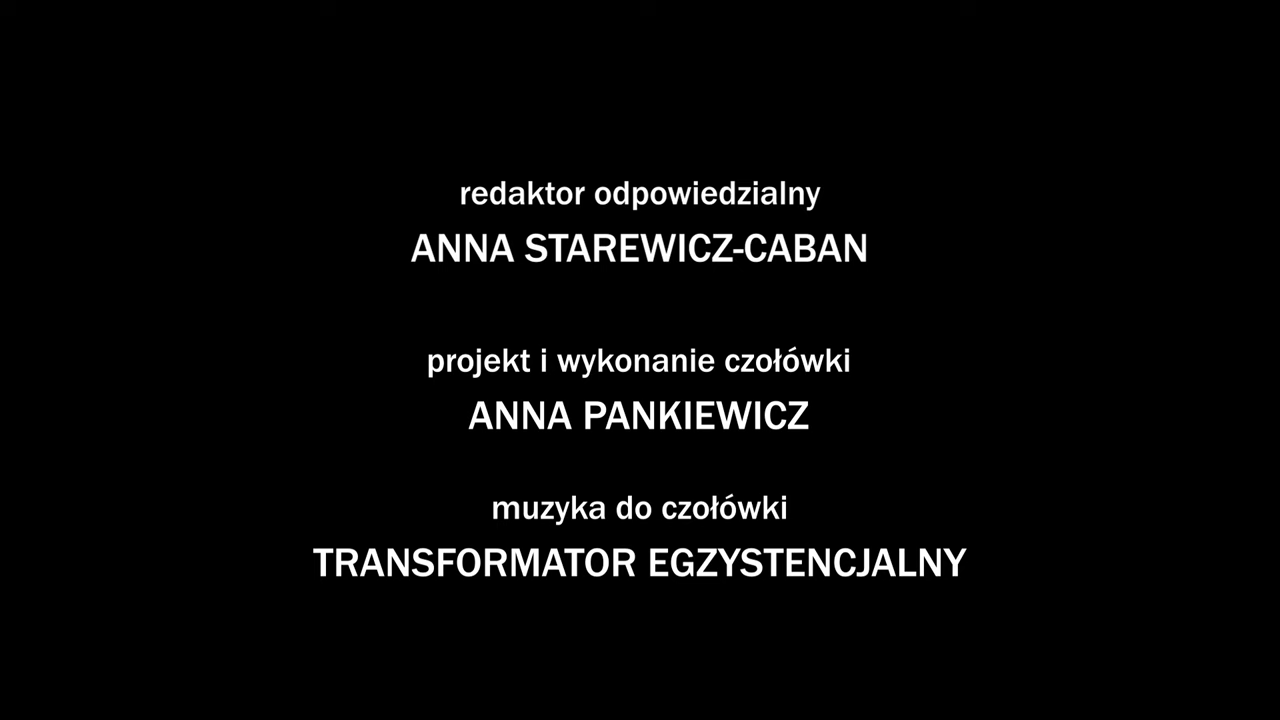 redaktor odpowiedzialny
ANNA STAREWICZ-CABAN
projekt i wykonanie czołówki
ANNA PANKIEWICZ
muzyka do czołówki
TRANSFORMATOR EGZYSTENCJALNY